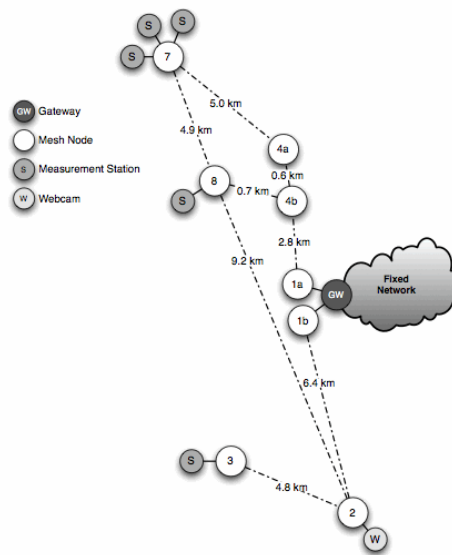 S
S
S
7
5.0 km
GW Gateway
4.9 km
Mesh Node
4a
S Measurement Station
0.6 km
8
0.7 km
W Webcam
S
4b
9.2 km
2.8 km
1a
Fixed
Network
GW
1b
6.4 km
S
3
4.8 km
2
W